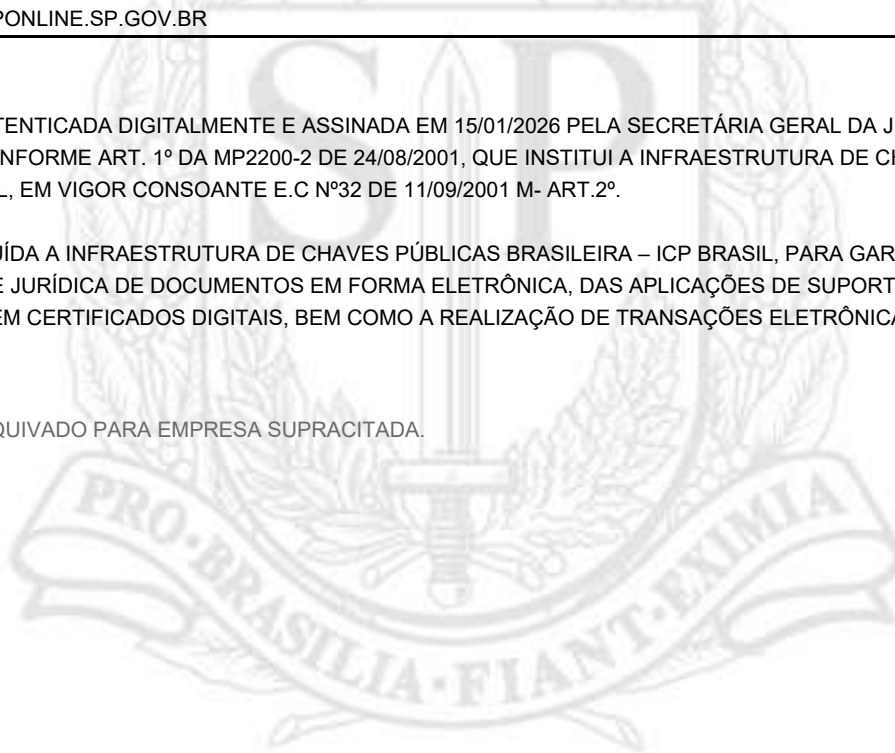 PONLINE.SP.GOV.BR
TENTICADA DIGITALMENTE E ASSINADA EM 15/01/2026 PELA SECRETÁRIA GERAL DA J
NFORME ART. 1º DA MP2200-2 DE 24/08/2001, QUE INSTITUI A INFRAESTRUTURA DE CH
L, EM VIGOR CONSOANTE E.C Nº32 DE 11/09/2001 M- ART.2º.
UÍDA A INFRAESTRUTURA DE CHAVES PÚBLICAS BRASILEIRA – ICP BRASIL, PARA GAR
E JURÍDICA DE DOCUMENTOS EM FORMA ELETRÔNICA, DAS APLICAÇÕES DE SUPORT
EM CERTIFICADOS DIGITAIS, BEM COMO A REALIZAÇÃO DE TRANSAÇÕES ELETRÔNICA
QUIVADO PARA EMPRESA SUPRACITADA.
SP
PRO·BRASILIA·FIANT·EXIMIA